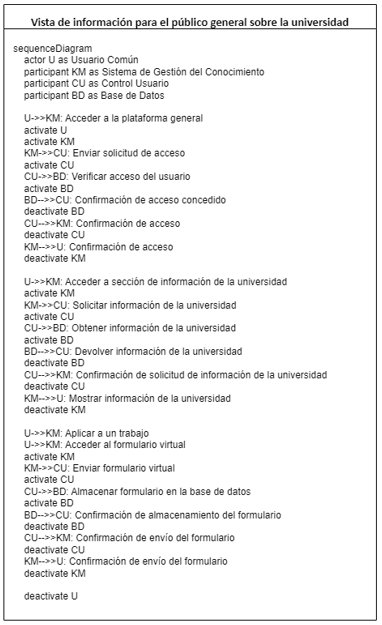 Vista de información para el público general sobre la universidad
sequenceDiagram
actor U as Usuario Común
participant KM as Sistema de Gestión del Conocimiento
participant CU as Control Usuario
participant BD as Base de Datos
U->>KM: Acceder a la plataforma general
activate U
activate KM
KM->>CU: Enviar solicitud de acceso
activate CU
CU->>BD: Verificar acceso del usuario
activate BD
BD-->>CU: Confirmación de acceso concedido
deactivate BD
CU-->>KM: Confirmación de acceso
deactivate CU
KM-->>U: Confirmación de acceso
deactivate KM
U->>KM: Acceder a sección de información de la universidad
activate KM
KM->>CU: Solicitar información de la universidad
activate CU
CU->>BD: Obtener información de la universidad
activate BD
BD-->>CU: Devolver información de la universidad
deactivate BD
CU-->>KM: Confirmación de solicitud de información de la universidad
deactivate CU
KM-->>U: Mostrar información de la universidad
deactivate KM
U->>KM: Aplicar a un trabajo
U->>KM: Acceder al formulario virtual
activate KM
KM->>CU: Enviar formulario virtual
activate CU
CU->>BD: Almacenar formulario en la base de datos
activate BD
BD-->>CU: Confirmación de almacenamiento del formulario
deactivate BD
CU-->>KM: Confirmación de envío del formulario
deactivate CU
KM-->>U: Confirmación de envío del formulario
deactivate KM
deactivate U